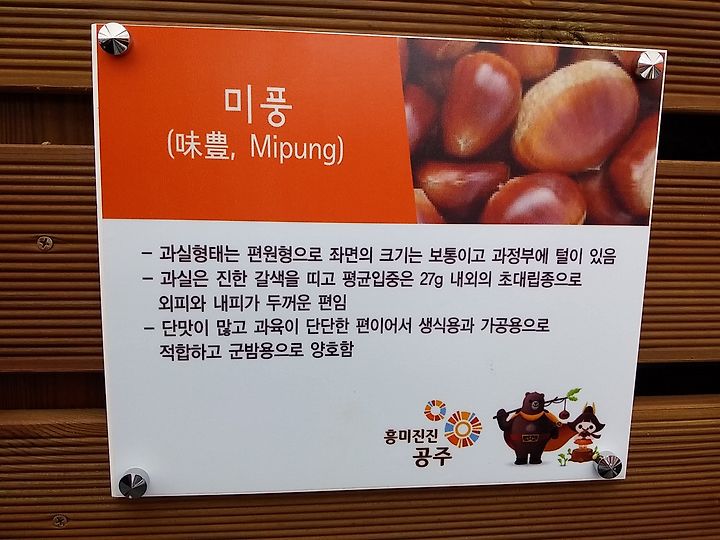 미풍
(味豊, Mipung)
- 과실형태는 편원형으로 좌면의 크기는 보통이고 과정부에 털이 있음
- 과실은 진한 갈색을 띠고 평균입중은 27g 내외의 초대립종으로
외피와 내피가 두꺼운 편임
- 단맛이 많고 과육이 단단한 편이어서 생식용과 가공용으로
적합하고 군밤용으로 양호함
흥미진진
공주